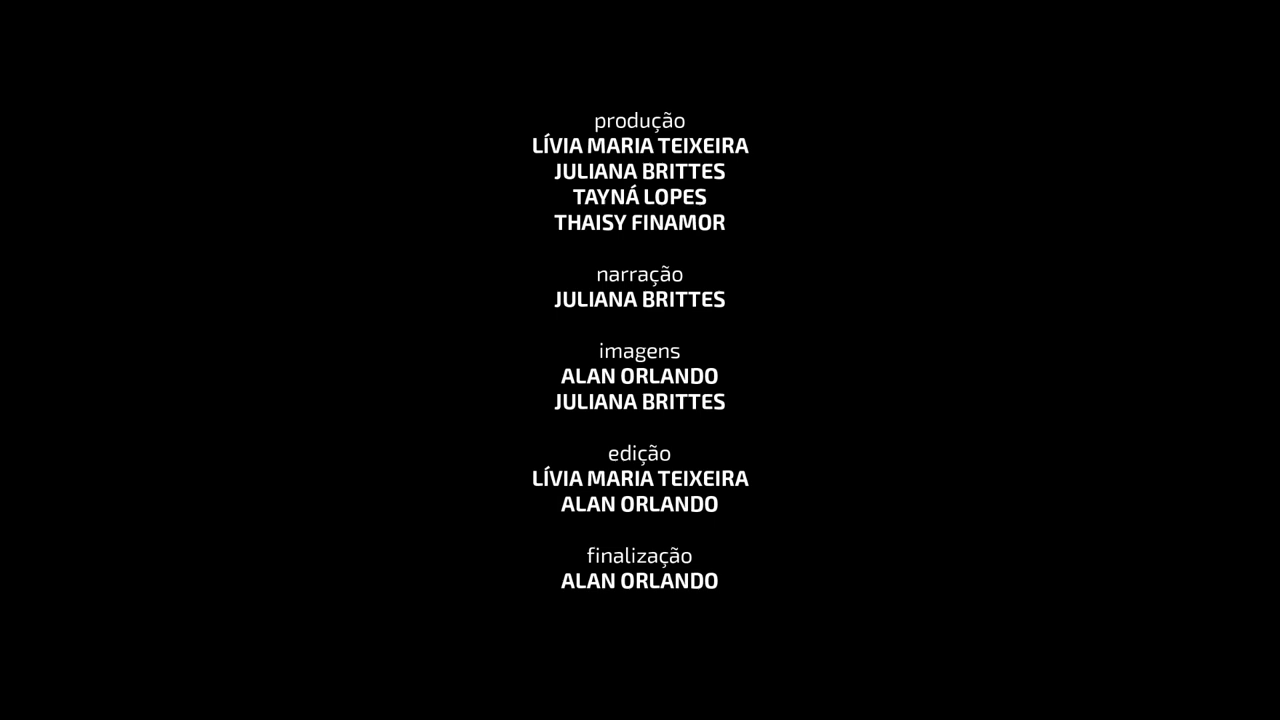 produção
LÍVIA MARIA TEIXEIRA
JULIANA BRITTES
TAYNÁ LOPES
THAISY FINAMOR
narração
JULIANA BRITTES
imagens
ALAN ORLANDO
JULIANA BRITTES
edição
LÍVIA MARIA TEIXEIRA
ALAN ORLANDO
finalização
ALAN ORLANDO